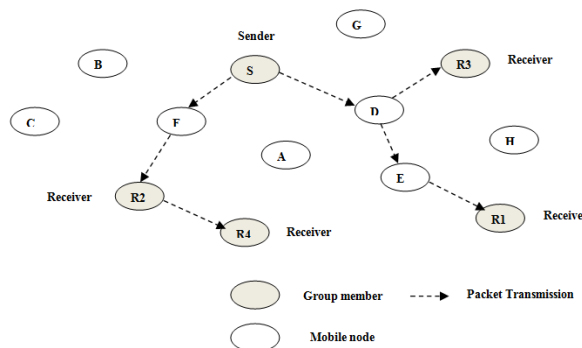 G
Sender
B
R3
Receiver
S
D
C
F
H
A
E
Receiver
R2
R1
Receive
R4
Receiver
Group member
Packet Transmission
Mobile node